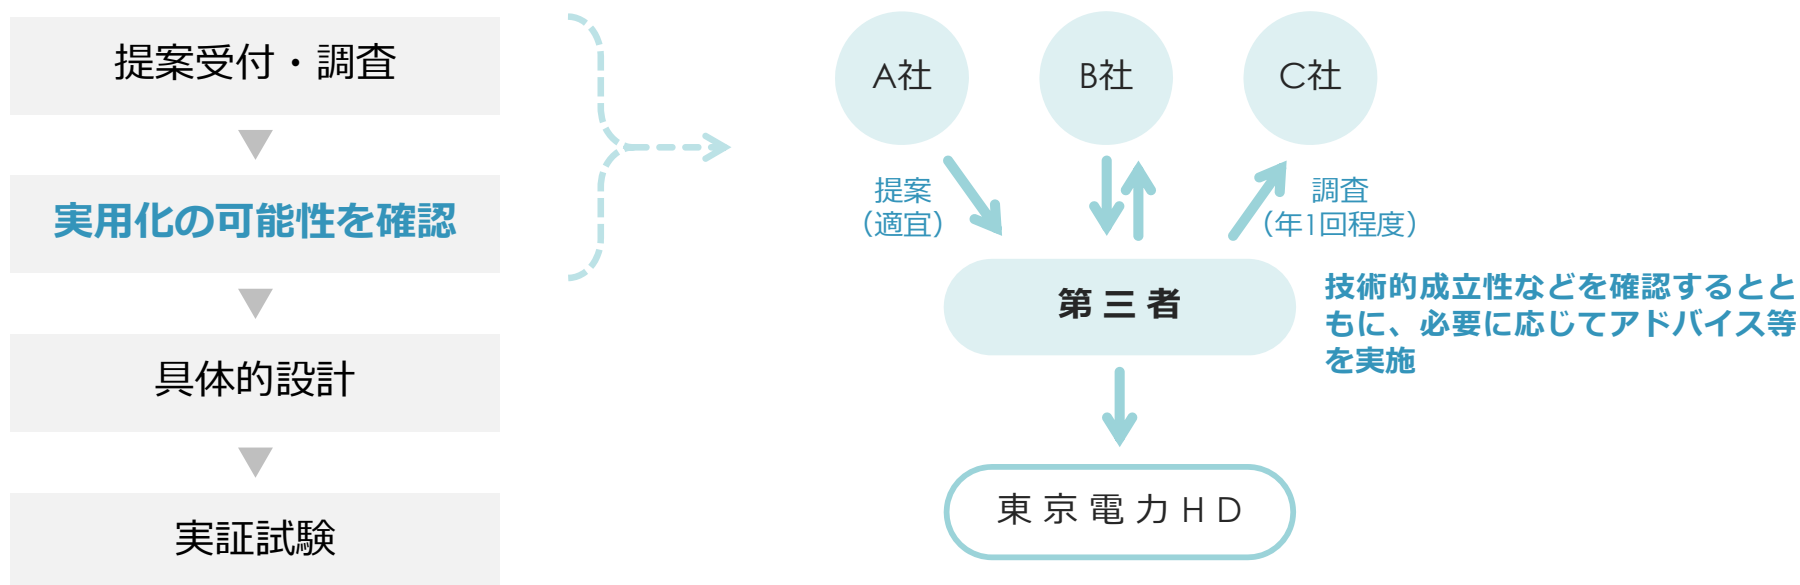 提案受付・調査
実用化の可能性を確認
具体的設計
実証試験
A社
B社
C社
提案
（適宜）
調査
（年1回程度）
第三者
技術的成立性などを確認するとと
もに、必要に応じてアドバイス等
を実施
東京電力HD